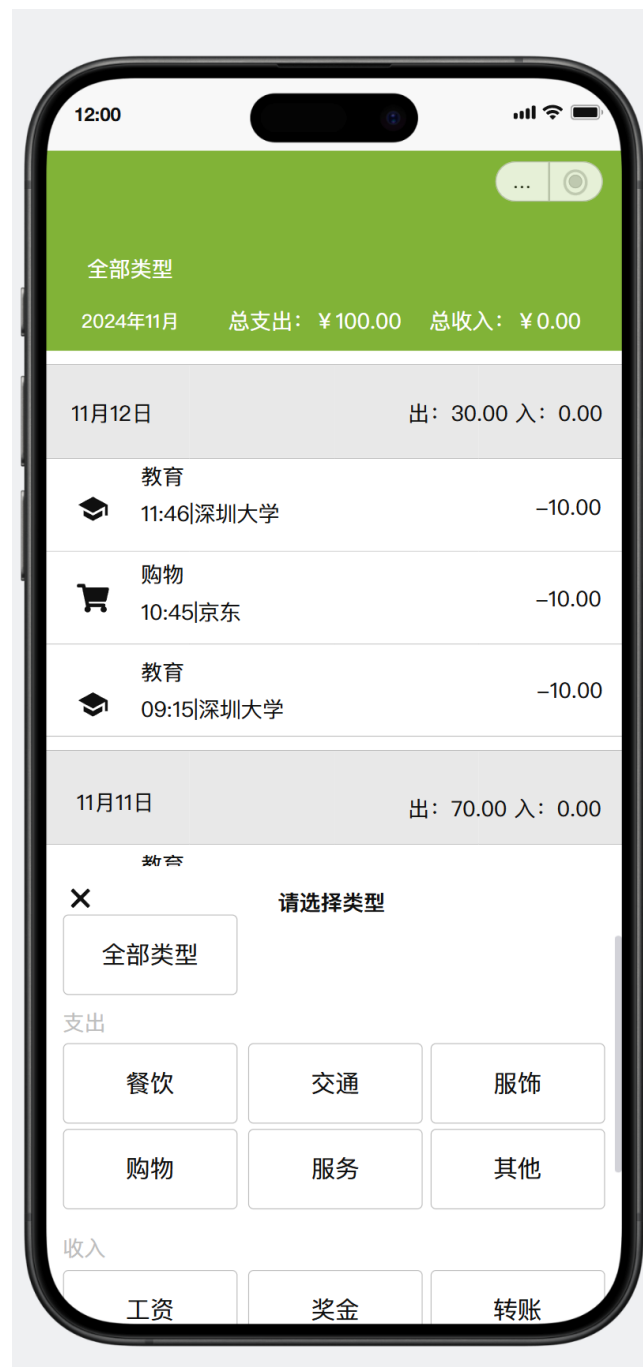 12:00
...
全部类型
2024年11月 总支出：￥100.00 总收入：￥0.00
11月12日 出：30.00 入：0.00
教育
11:46|深圳大学 –10.00
购物
10:45|京东 –10.00
教育
09:15|深圳大学 –10.00
11月11日 出：70.00 入：0.00
教育
× 请选择类型
全部类型
支出
餐饮 交通 服饰
购物 服务 其他
收入
工资 奖金 转账